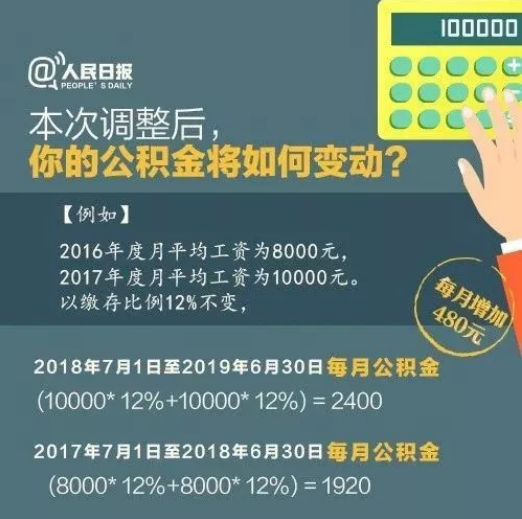 100000
@人民日报
PEOPLE'S DAILY
本次调整后，
你的公积金将如何变动？
【例如】
2016年度月平均工资为8000元，
2017年度月平均工资为10000元。
以缴存比例12%不变，
每月增加
480元
2018年7月1日至2019年6月30日每月公积金
(10000*12%+10000*12%)=2400
2017年7月1日至2018年6月30日每月公积金
(8000*12%+8000*12%)=1920